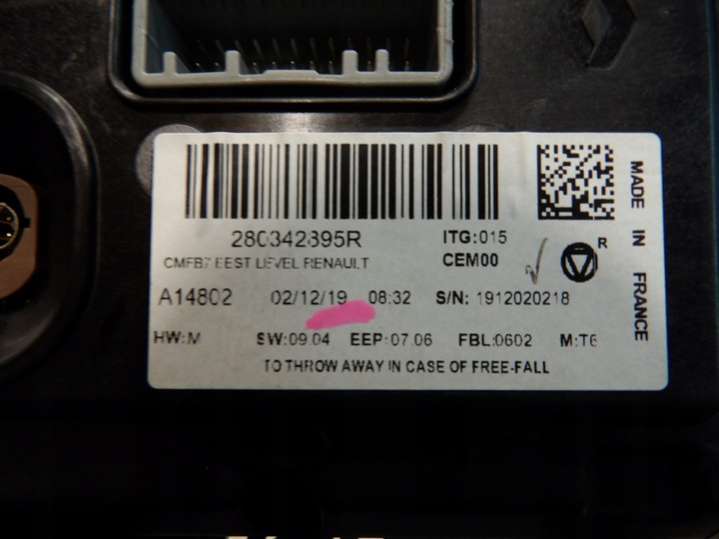 280342895R
ITG:015
CMFB7 BEST LEVEL RENAULT
CEM00
R
A14802 02/12/19 08:32 S/N: 1912020218
HW:M SW:09.04 EEP:07.06 FBL:0602 M:T6
TO THROW AWAY IN CASE OF FREE-FALL
MADE IN FRANCE